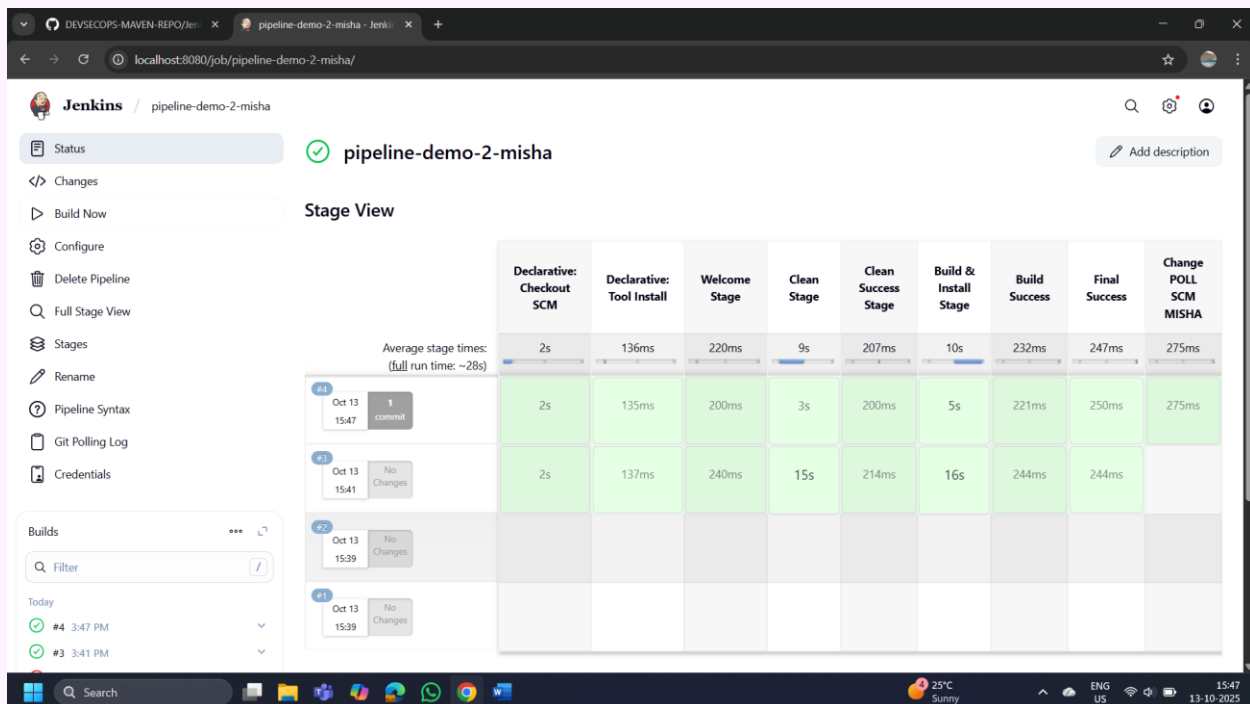 DEVSECOPS-MAVEN-REPO/Jen
pipeline-demo-2-misha - Jenki
localhost:8080/job/pipeline-demo-2-misha/
Jenkins / pipeline-demo-2-misha
Status
Changes
Build Now
Configure
Delete Pipeline
Full Stage View
Stages
Rename
Pipeline Syntax
Git Polling Log
Credentials
Builds
Filter /
Today
#4 3:47 PM
#3 3:41 PM
pipeline-demo-2-misha
Add description
Stage View
Declarative:
Checkout
SCM
Declarative:
Tool Install
Welcome
Stage
Clean
Stage
Clean
Success
Stage
Build &
Install
Stage
Build
Success
Final
Success
Change
POLL
SCM
MISHA
Average stage times:
(full run time: ~28s)
2s 136ms 220ms 9s 207ms 10s 232ms 247ms 275ms
#4
Oct 13
15:47
1
commit
2s 135ms 200ms 3s 200ms 5s 221ms 250ms 275ms
#3
Oct 13
15:41
No
Changes
2s 137ms 240ms 15s 214ms 16s 244ms 244ms
#2
Oct 13
15:39
No
Changes
#1
Oct 13
15:39
No
Changes
Search
4
25°C
Sunny
ENG
US
15:47
13-10-2025